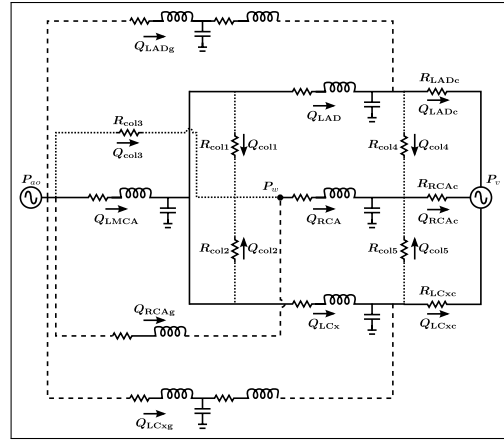 Q_LADg
R_LADc
Q_LAD
Q_LADc
R_col3
Q_col3
R_col1
Q_col1
R_col4
Q_col4
P_ao
P_w
R_RCAc
P_v
Q_LMCA
Q_RCA
Q_RCAc
R_col2
Q_col2
R_col5
Q_col5
R_LCxc
Q_RCAg
Q_LCx
Q_LCxc
Q_LCxg